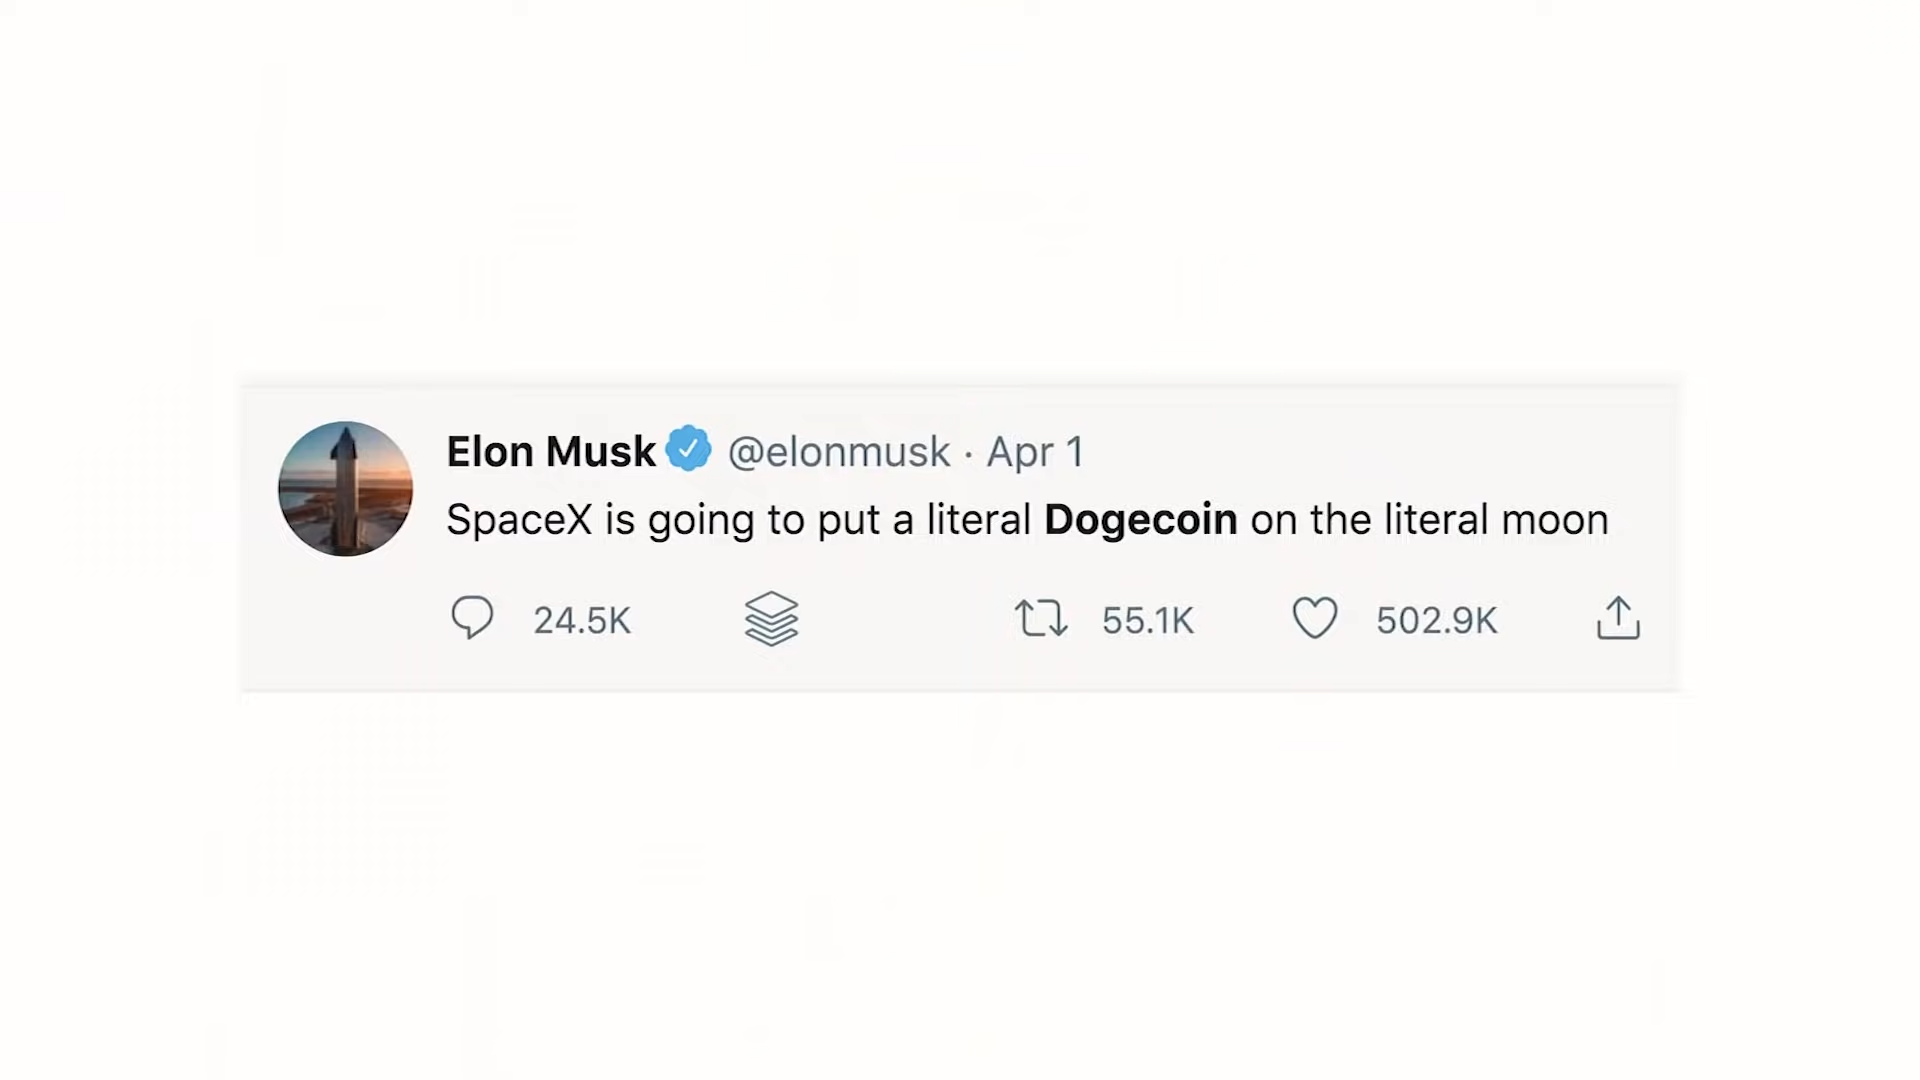 Elon Musk @elonmusk · Apr 1
SpaceX is going to put a literal Dogecoin on the literal moon
24.5K 55.1K 502.9K